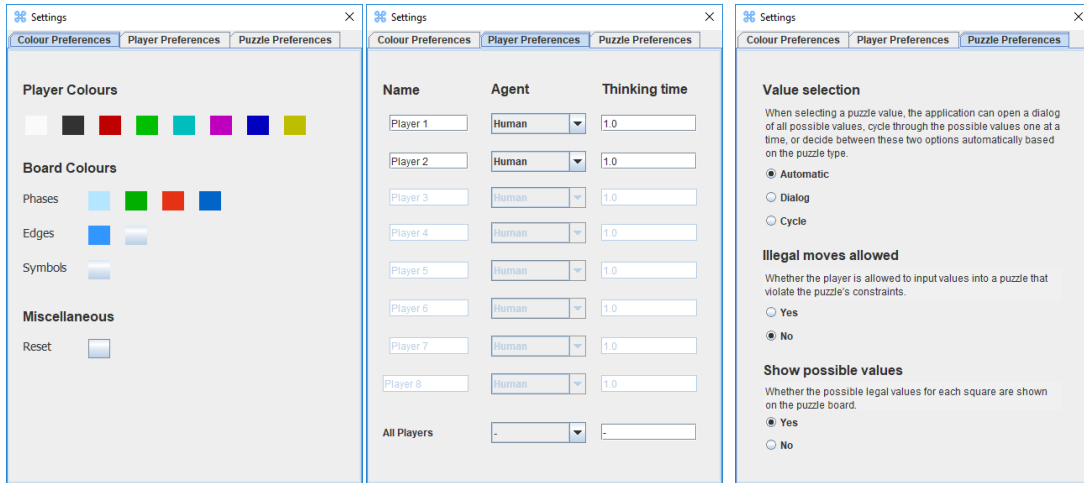 Settings
Colour Preferences Player Preferences Puzzle Preferences
Player Colours
Board Colours
Phases
Edges
Symbols
Miscellaneous
Reset
Settings
Colour Preferences Player Preferences Puzzle Preferences
Name Agent Thinking time
Player 1 Human 1.0
Player 2 Human 1.0
Player 3 Human 1.0
Player 4 Human 1.0
Player 5 Human 1.0
Player 6 Human 1.0
Player 7 Human 1.0
Player 8 Human 1.0
All Players - -
Settings
Colour Preferences Player Preferences Puzzle Preferences
Value selection
When selecting a puzzle value, the application can open a dialog
of all possible values, cycle through the possible values one at a
time, or decide between these two options automatically based
on the puzzle type.
Automatic
Dialog
Cycle
Illegal moves allowed
Whether the player is allowed to input values into a puzzle that
violate the puzzle's constraints.
Yes
No
Show possible values
Whether the possible legal values for each square are shown
on the puzzle board.
Yes
No